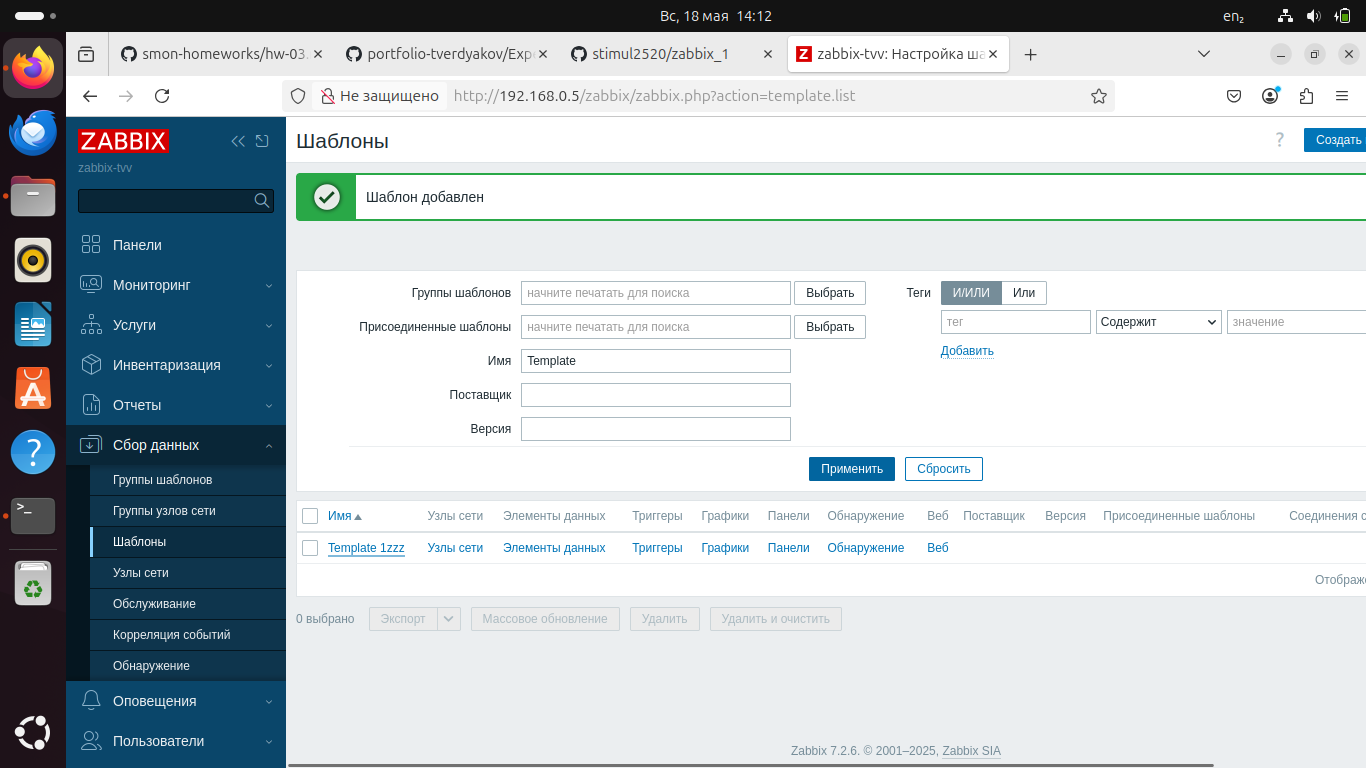 Вс, 18 мая 14:12
en₂
smon-homeworks/hw-03.
portfolio-tverdyakov/Expe
stimul2520/zabbix_1
zabbix-tvv: Настройка ша
Не защищено
http://192.168.0.5/zabbix/zabbix.php?action=template.list
ZABBIX
zabbix-tvv
Панели
Мониторинг
Услуги
Инвентаризация
Отчеты
Сбор данных
Группы шаблонов
Группы узлов сети
Шаблоны
Узлы сети
Обслуживание
Корреляция событий
Обнаружение
Оповещения
Пользователи
Шаблоны
?
Создать
Шаблон добавлен
Группы шаблонов начните печатать для поиска Выбрать
Теги И/ИЛИ Или
Присоединенные шаблоны начните печатать для поиска Выбрать
тег Содержит значение
Имя Template
Добавить
Поставщик
Версия
Применить Сбросить
Имя Узлы сети Элементы данных Триггеры Графики Панели Обнаружение Веб Поставщик Версия Присоединенные шаблоны Соединения с
Template 1zzz Узлы сети Элементы данных Триггеры Графики Панели Обнаружение Веб
Отображе
0 выбрано Экспорт Массовое обновление Удалить Удалить и очистить
Zabbix 7.2.6. © 2001–2025, Zabbix SIA